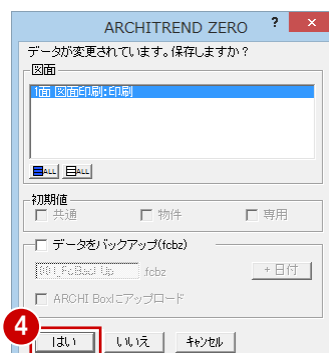 ARCHITREND ZERO
?
×
データが変更されています。保存しますか？
図面
1面 図面印刷:印刷
ALL
ALL
初期値
共通
物件
専用
データをバックアップ(fcbz)
001_FcBackUp
.fcbz
+ 日付
ARCHI Boxにアップロード
4
はい
いいえ
キャンセル